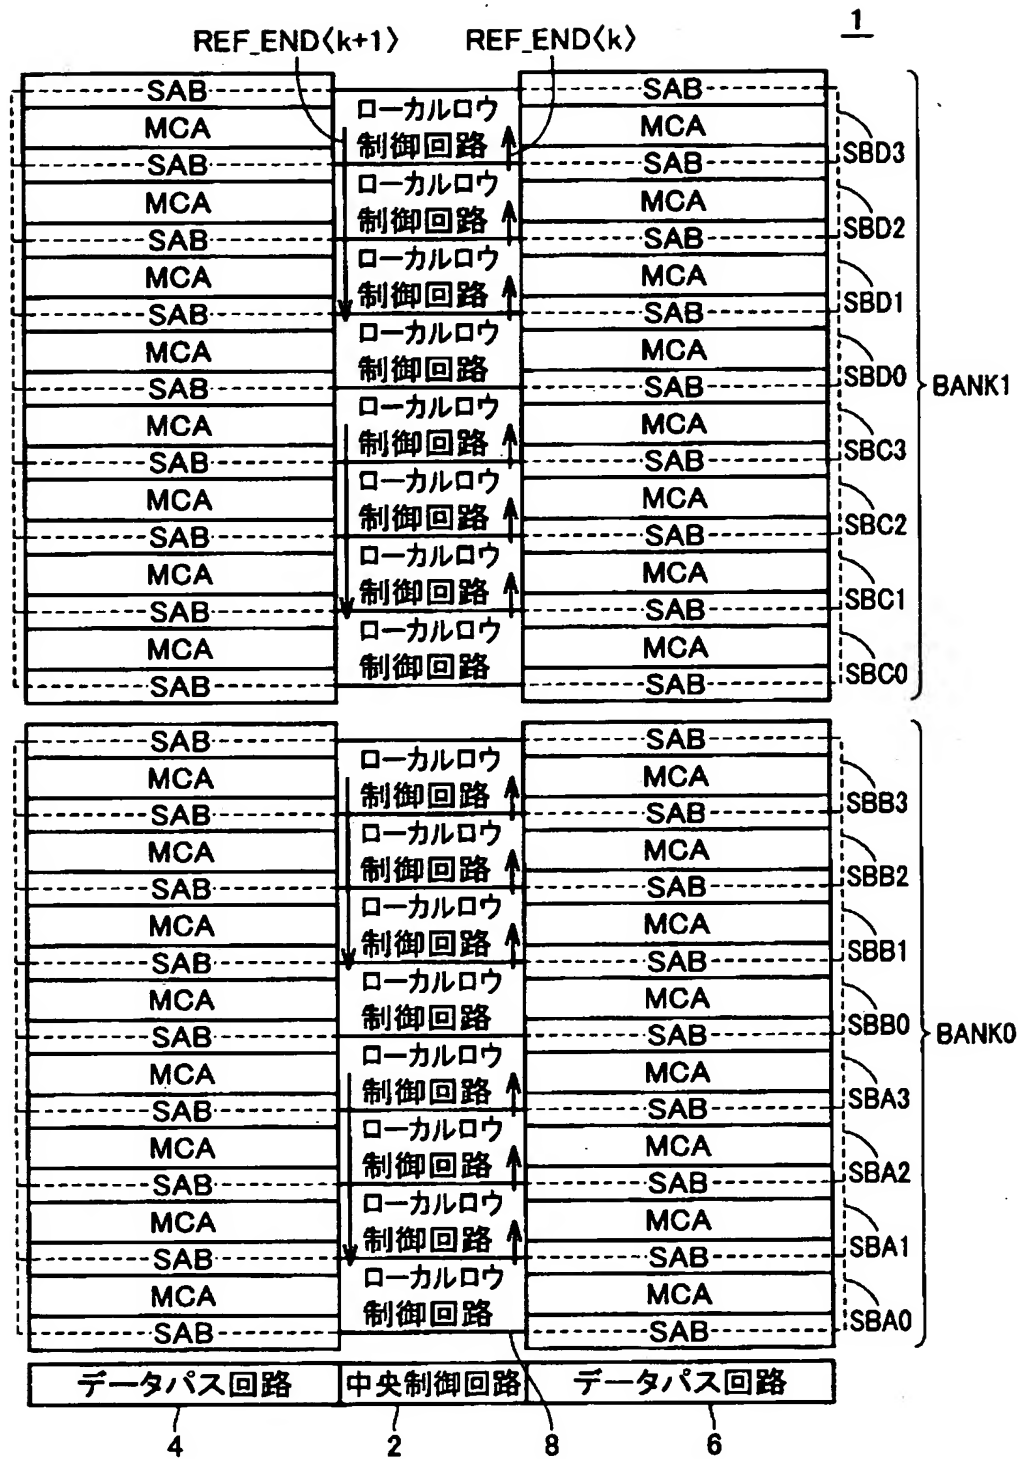 1
REF_END〈k+1〉
REF_END〈k〉
SAB
MCA
SAB
MCA
SAB
MCA
SAB
MCA
SAB
MCA
SAB
MCA
SAB
MCA
SAB
MCA
SAB
ローカルロウ
制御回路
ローカルロウ
制御回路
ローカルロウ
制御回路
ローカルロウ
制御回路
ローカルロウ
制御回路
ローカルロウ
制御回路
ローカルロウ
制御回路
ローカルロウ
制御回路
SAB
MCA
SAB
MCA
SAB
MCA
SAB
MCA
SAB
MCA
SAB
MCA
SAB
MCA
SAB
MCA
SAB
SBD3
SBD2
SBD1
SBD0
SBC3
SBC2
SBC1
SBC0
BANK1
SAB
MCA
SAB
MCA
SAB
MCA
SAB
MCA
SAB
MCA
SAB
MCA
SAB
MCA
SAB
MCA
SAB
ローカルロウ
制御回路
ローカルロウ
制御回路
ローカルロウ
制御回路
ローカルロウ
制御回路
ローカルロウ
制御回路
ローカルロウ
制御回路
ローカルロウ
制御回路
ローカルロウ
制御回路
SAB
MCA
SAB
MCA
SAB
MCA
SAB
MCA
SAB
MCA
SAB
MCA
SAB
MCA
SAB
MCA
SAB
SBB3
SBB2
SBB1
SBB0
SBA3
SBA2
SBA1
SBA0
BANK0
データパス回路
中央制御回路
データパス回路
4
2
8
6